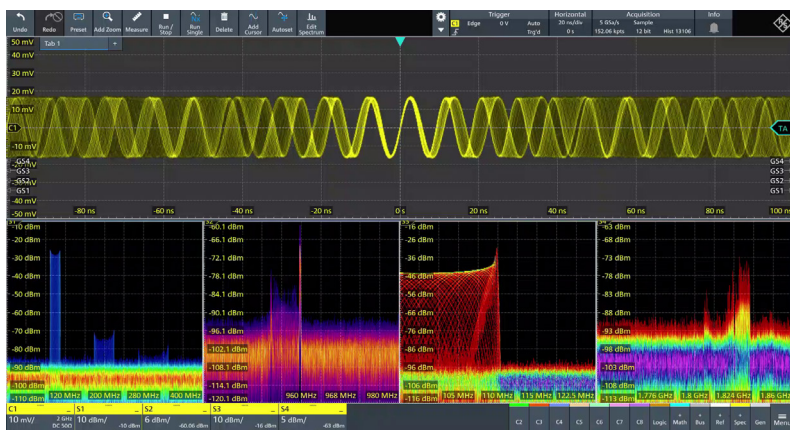 Undo Redo Preset Add Zoom Measure Run / Stop Run Single Delete Add Cursor Autoset Edit Spectrum
Trigger Horizontal Acquisition Info
C1 Edge 0 V Auto 20 ns/div 5 GSa/s Sample
Trg'd 0 s 152.06 kpts 12 bit Hist 13106
50 mV Tab 1
40 mV
30 mV
20 mV
10 mV
C1 TA
-10 mV
GS4 GS4
GS3 GS3
GS2 GS2
GS1 GS1
-40 mV
-50 mV -80 ns -60 ns -40 ns -20 ns 0 s 20 ns 40 ns 60 ns 80 ns 100 ns
-10 dBm -60.1 dBm -16 dBm -63 dBm
-20 dBm -66.1 dBm -26 dBm -68 dBm
-30 dBm -72.1 dBm -36 dBm -73 dBm
-40 dBm -78.1 dBm -46 dBm -78 dBm
-50 dBm -84.1 dBm -56 dBm -83 dBm
-60 dBm -90.1 dBm -66 dBm -88 dBm
-70 dBm -96.1 dBm -76 dBm -93 dBm
-80 dBm -102.1 dBm -86 dBm -98 dBm
-90 dBm -108.1 dBm -96 dBm -103 dBm
-100 dBm -114.1 dBm -106 dBm -108 dBm
-110 dBm 120 MHz 200 MHz 280 MHz 400 MHz -120.1 dBm 960 MHz 968 MHz 980 MHz -116 dBm 105 MHz 110 MHz 115 MHz 122.5 MHz -113 dBm 1.776 GHz 1.8 GHz 1.824 GHz 1.86 GHz
C1 S1 S2 S3 S4
10 mV/ 2 GHz 10 dBm/ 6 dBm/ 10 dBm/ 5 dBm/
DC 50Ω -10 dBm -60.06 dBm -16 dBm -63 dBm
C2 C3 C4 C5 C6 C7 C8 Logic Math Bus Ref Spec Gen Menu